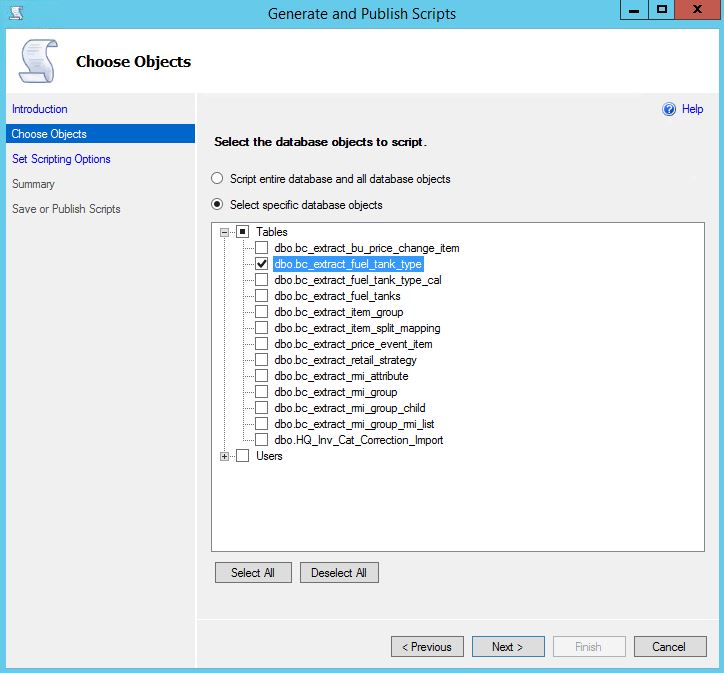 Generate and Publish Scripts
Choose Objects
Introduction
Choose Objects
Set Scripting Options
Summary
Save or Publish Scripts
Help
Select the database objects to script.
Script entire database and all database objects
Select specific database objects
Tables
dbo.bc_extract_bu_price_change_item
dbo.bc_extract_fuel_tank_type
dbo.bc_extract_fuel_tank_type_cal
dbo.bc_extract_fuel_tanks
dbo.bc_extract_item_group
dbo.bc_extract_item_split_mapping
dbo.bc_extract_price_event_item
dbo.bc_extract_retail_strategy
dbo.bc_extract_rmi_attribute
dbo.bc_extract_rmi_group
dbo.bc_extract_rmi_group_child
dbo.bc_extract_rmi_group_rmi_list
dbo.HQ_Inv_Cat_Correction_Import
Users
Select All
Deselect All
< Previous
Next >
Finish
Cancel